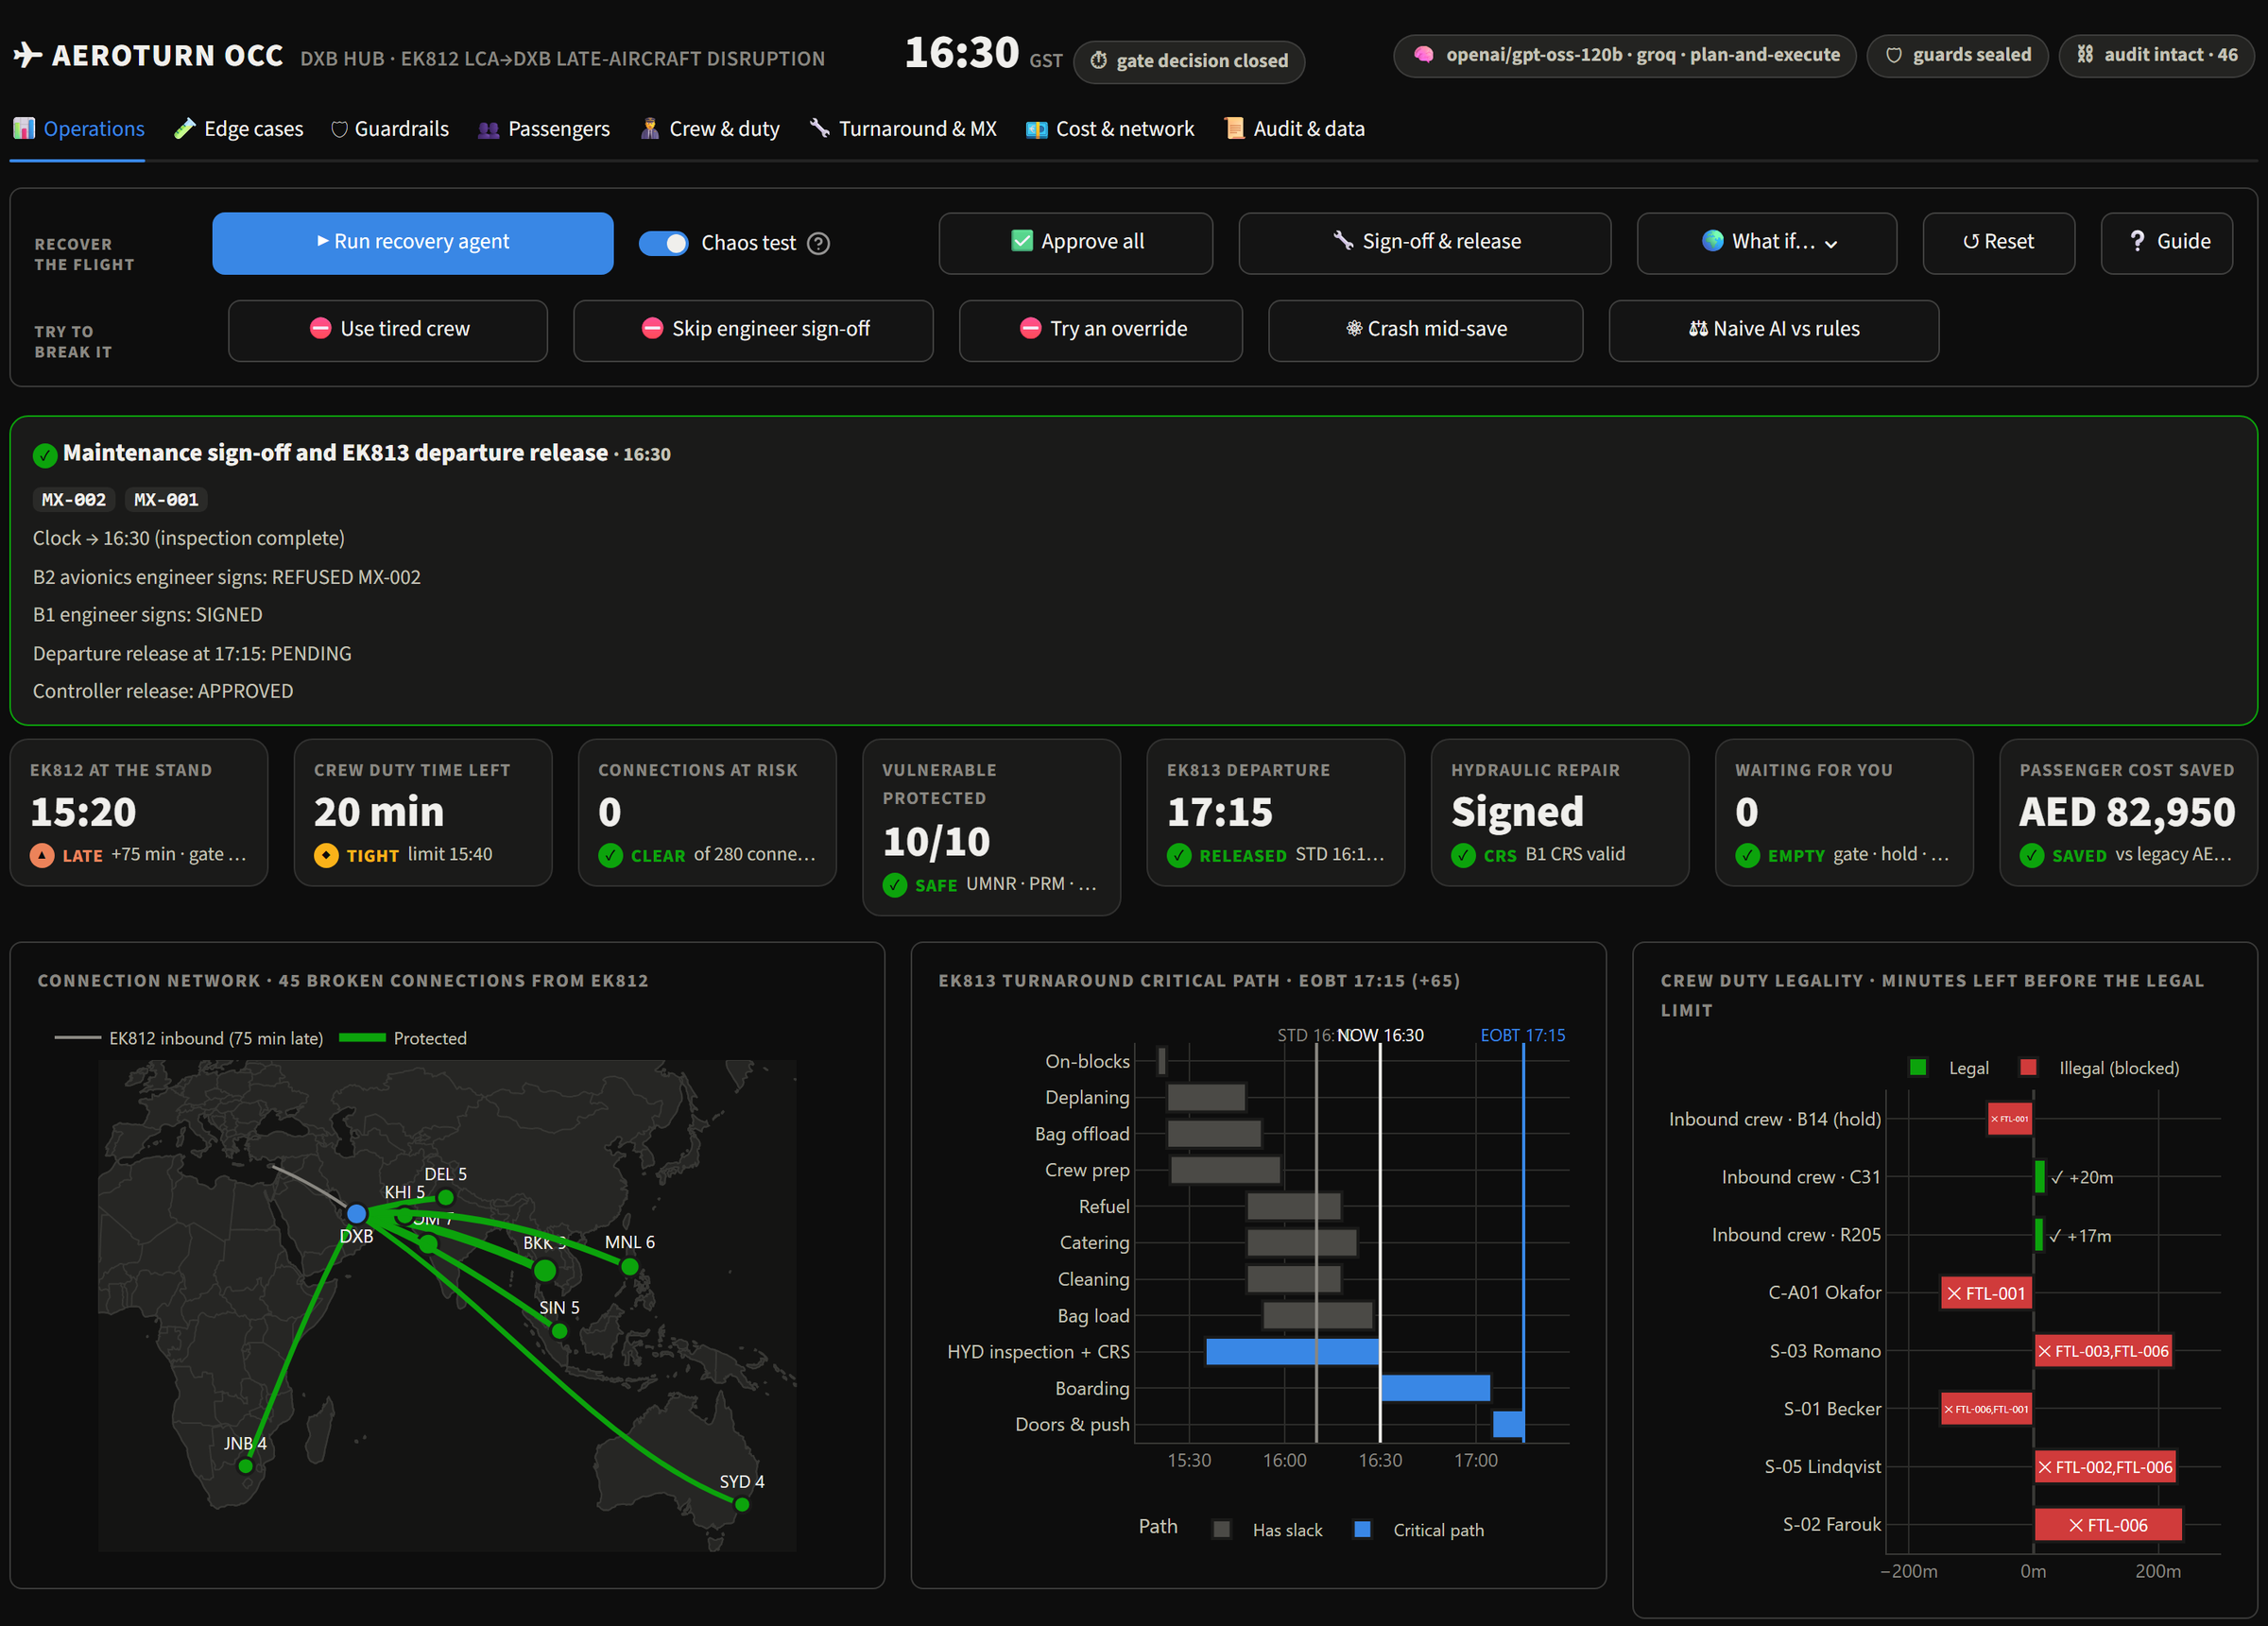 AEROTURN OCC DXB HUB · EK812 LCA→DXB LATE-AIRCRAFT DISRUPTION
16:30 GST
gate decision closed
openai/gpt-oss-120b · groq · plan-and-execute
guards sealed
audit intact · 46
Operations
Edge cases
Guardrails
Passengers
Crew & duty
Turnaround & MX
Cost & network
Audit & data
RECOVER
THE FLIGHT
Run recovery agent
Chaos test
Approve all
Sign-off & release
What if…
Reset
Guide
TRY TO
BREAK IT
Use tired crew
Skip engineer sign-off
Try an override
Crash mid-save
Naive AI vs rules
Maintenance sign-off and EK813 departure release · 16:30
MX-002 MX-001
Clock → 16:30 (inspection complete)
B2 avionics engineer signs: REFUSED MX-002
B1 engineer signs: SIGNED
Departure release at 17:15: PENDING
Controller release: APPROVED
EK812 AT THE STAND
15:20
LATE +75 min · gate …
CREW DUTY TIME LEFT
20 min
TIGHT limit 15:40
CONNECTIONS AT RISK
0
CLEAR of 280 conne…
VULNERABLE
PROTECTED
10/10
SAFE UMNR · PRM · …
EK813 DEPARTURE
17:15
RELEASED STD 16:1…
HYDRAULIC REPAIR
Signed
CRS B1 CRS valid
WAITING FOR YOU
0
EMPTY gate · hold · …
PASSENGER COST SAVED
AED 82,950
SAVED vs legacy AE…
CONNECTION NETWORK · 45 BROKEN CONNECTIONS FROM EK812
EK812 inbound (75 min late)
Protected
DEL 5
KHI 5
DXB
BKK
MNL 6
SIN 5
JNB 4
SYD 4
EK813 TURNAROUND CRITICAL PATH · EOBT 17:15 (+65)
STD 16:
NOW 16:30
EOBT 17:15
On-blocks
Deplaning
Bag offload
Crew prep
Refuel
Catering
Cleaning
Bag load
HYD inspection + CRS
Boarding
Doors & push
15:30
16:00
16:30
17:00
Path
Has slack
Critical path
CREW DUTY LEGALITY · MINUTES LEFT BEFORE THE LEGAL
LIMIT
Legal
Illegal (blocked)
Inbound crew · B14 (hold) ✕ FTL-001
Inbound crew · C31 ✓ +20m
Inbound crew · R205 ✓ +17m
C-A01 Okafor ✕ FTL-001
S-03 Romano ✕ FTL-003,FTL-006
S-01 Becker ✕ FTL-006,FTL-001
S-05 Lindqvist ✕ FTL-002,FTL-006
S-02 Farouk ✕ FTL-006
−200m
0m
200m